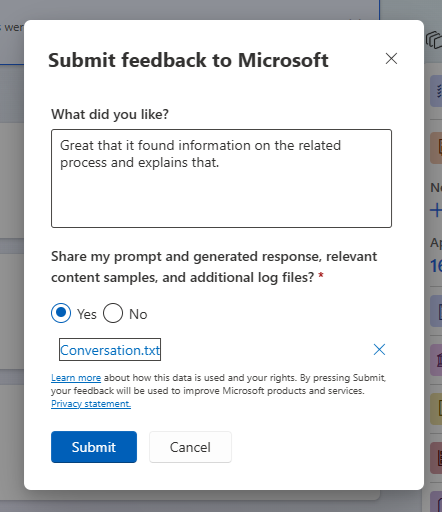 wer
Submit feedback to Microsoft
What did you like?
Great that it found information on the related
process and explains that.
Share my prompt and generated response, relevant
content samples, and additional log files? *
Yes No
Conversation.txt
Learn more about how this data is used and your rights. By pressing Submit,
your feedback will be used to improve Microsoft products and services.
Privacy statement.
Submit Cancel